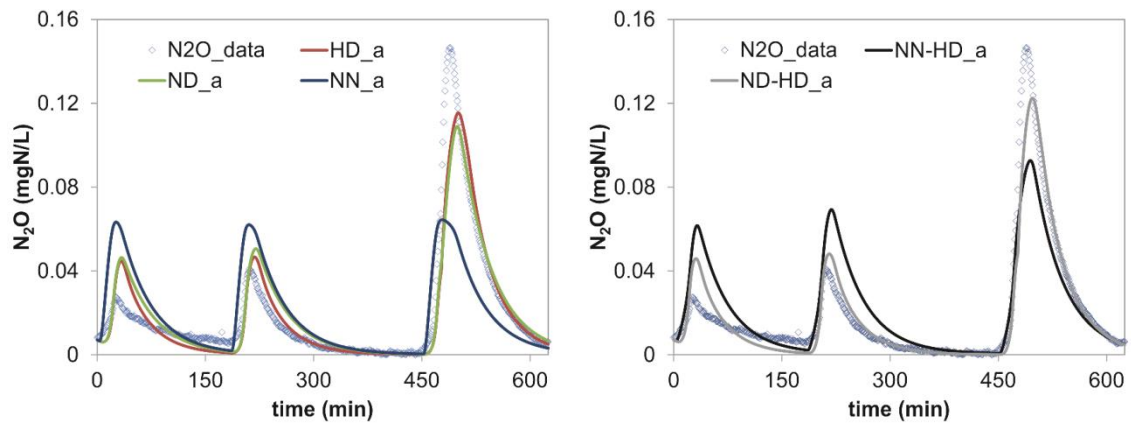 0.16
0.12
0.08
0.04
0
N2O_data
HD_a
ND_a
NN_a
N₂O (mgN/L)
0
150
300
450
600
time (min)
0.16
0.12
0.08
0.04
0
N2O_data
NN-HD_a
ND-HD_a
N₂O (mgN/L)
0
150
300
450
600
time (min)